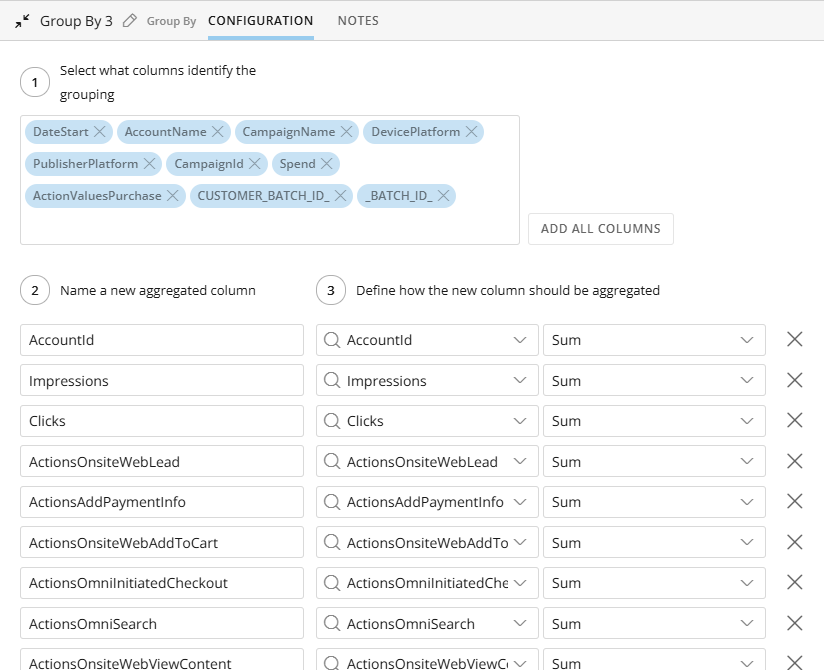 Group By 3 Group By CONFIGURATION NOTES
1 Select what columns identify the
grouping
DateStart AccountName CampaignName DevicePlatform
PublisherPlatform CampaignId Spend
ActionValuesPurchase CUSTOMER_BATCH_ID_ _BATCH_ID_
ADD ALL COLUMNS
2 Name a new aggregated column 3 Define how the new column should be aggregated
AccountId AccountId Sum
Impressions Impressions Sum
Clicks Clicks Sum
ActionsOnsiteWebLead ActionsOnsiteWebLead Sum
ActionsAddPaymentInfo ActionsAddPaymentInfo Sum
ActionsOnsiteWebAddToCart ActionsOnsiteWebAddTo Sum
ActionsOmniInitiatedCheckout ActionsOmniInitiatedChe Sum
ActionsOmniSearch ActionsOmniSearch Sum
ActionsOnsiteWebViewContent ActionsOnsiteWebViewC Sum